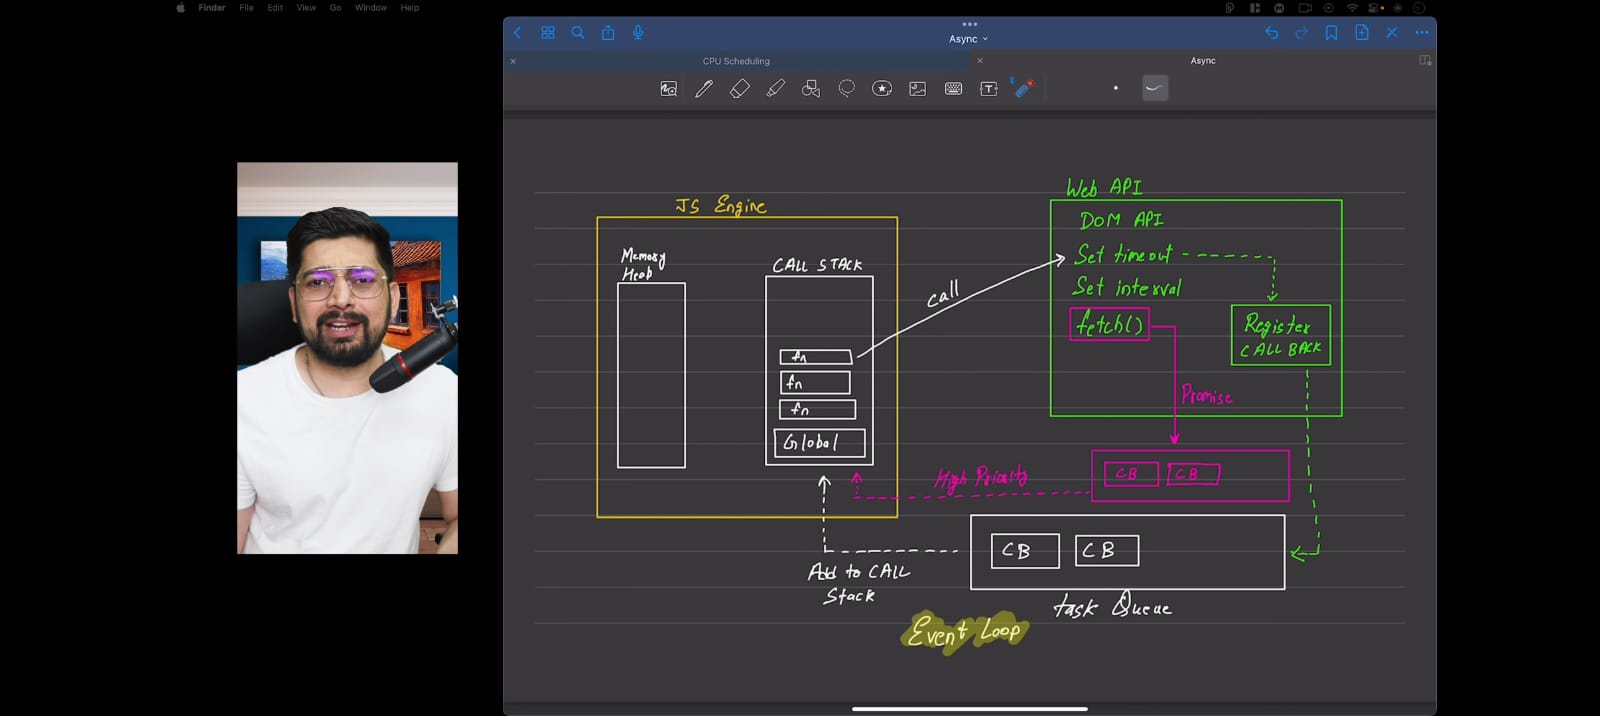 Finder File Edit View Go Window Help
Async
CPU Scheduling
Async
T
Web API
JS Engine
DOM API
Memory
Heap
CALL STACK
Set timeout
Set interval
call
fetch()
Register
CALL BACK
fn
fn
fn
Global
Promise
High Priority
CB CB
CB CB
Add to CALL
Stack
task Queue
Event Loop